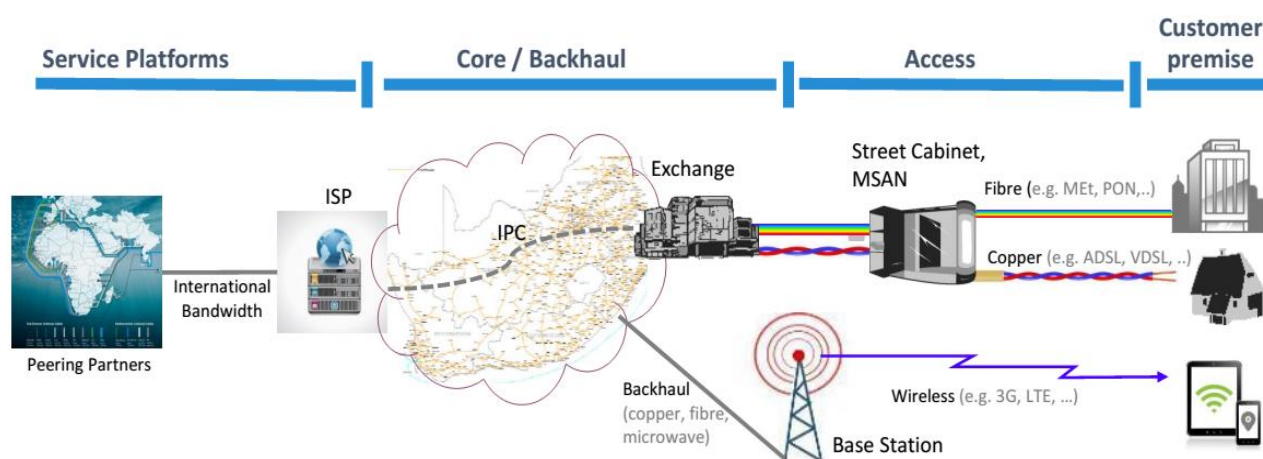 Service Platforms
Core / Backhaul
Access
Customer
premise
Peering Partners
International
Bandwidth
ISP
IPC
Exchange
Backhaul
(copper, fibre,
microwave)
Base Station
Street Cabinet,
MSAN
Fibre (e.g. MEt, PON,..)
Copper (e.g. ADSL, VDSL, ..)
Wireless (e.g. 3G, LTE, ...)